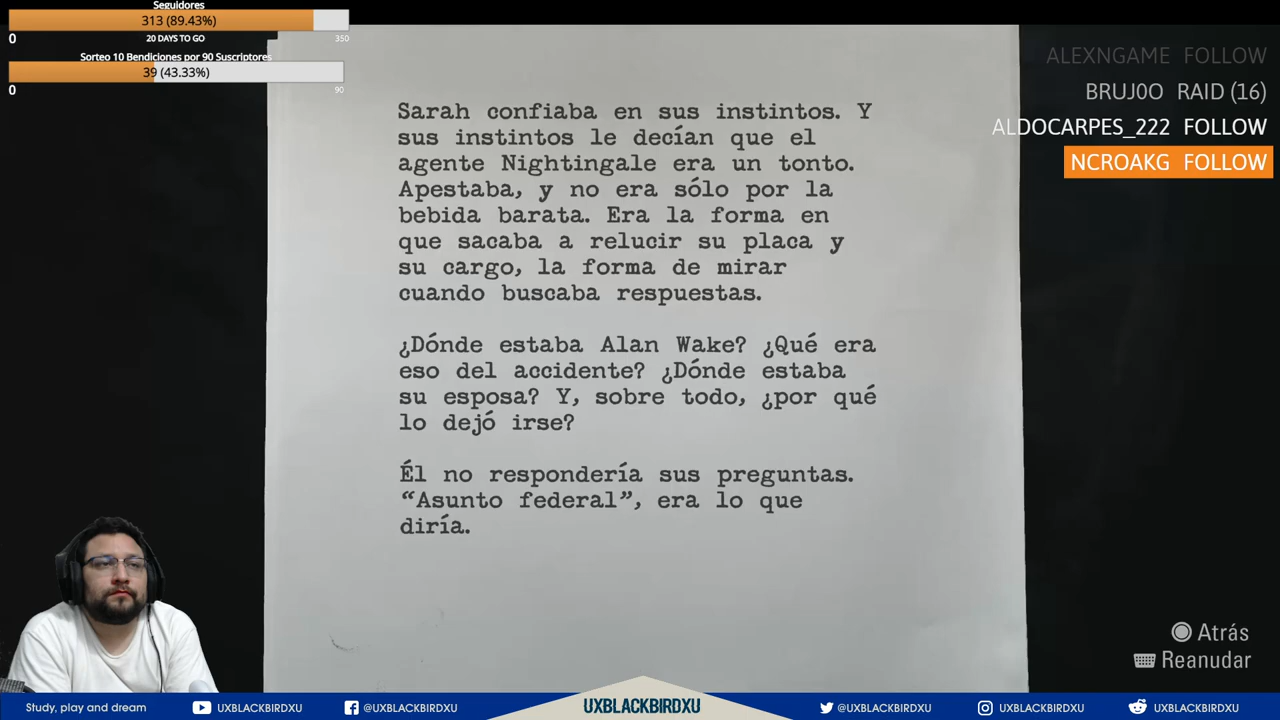 Seguidores
313 (89.43%)
0 20 DAYS TO GO 350
Sorteo 10 Bendiciones por 90 Suscriptores
39 (43.33%)
0 90
ALEXNGAME FOLLOW
BRUJ0O RAID (16)
ALDOCARPES_222 FOLLOW
NCROAKG FOLLOW
Sarah confiaba en sus instintos. Y
sus instintos le decían que el
agente Nightingale era un tonto.
Apestaba, y no era sólo por la
bebida barata. Era la forma en
que sacaba a relucir su placa y
su cargo, la forma de mirar
cuando buscaba respuestas.
¿Dónde estaba Alan Wake? ¿Qué era
eso del accidente? ¿Dónde estaba
su esposa? Y, sobre todo, ¿por qué
lo dejó irse?
Él no respondería sus preguntas.
“Asunto federal”, era lo que
diría.
Atrás
Reanudar
Study, play and dream UXBLACKBIRDXU @UXBLACKBIRDXU UXBLACKBIRDXU @UXBLACKBIRDXU UXBLACKBIRDXU UXBLACKBIRDXU